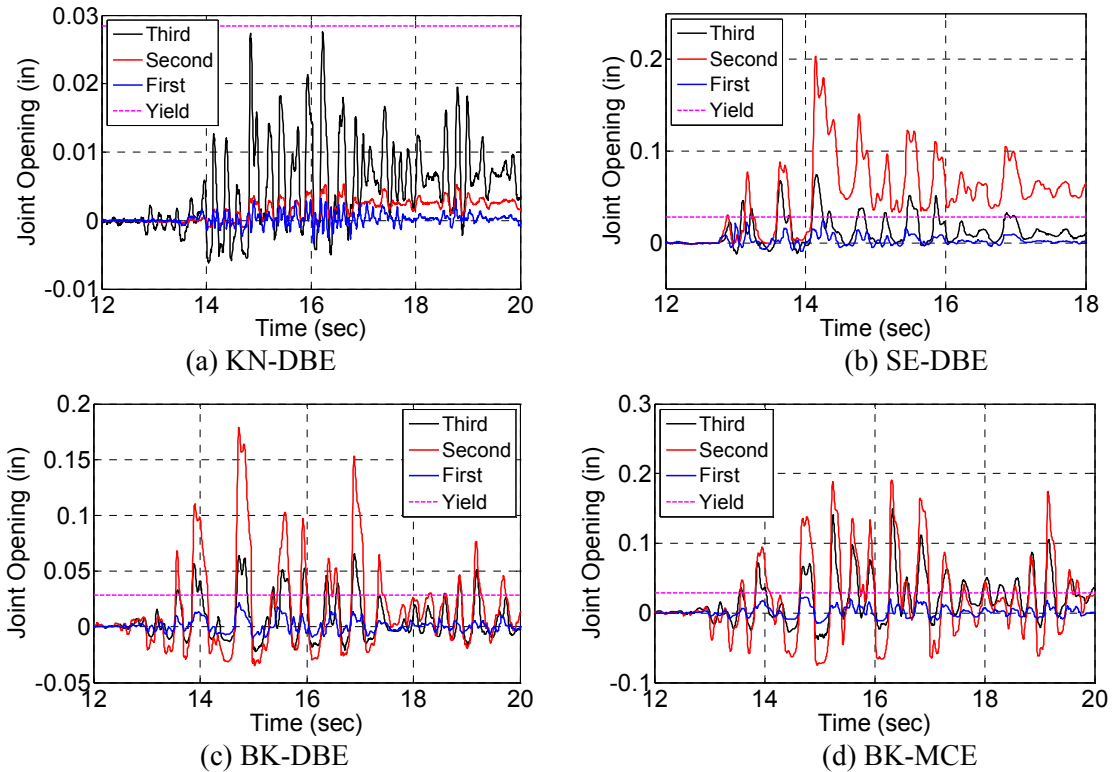 0.03
0.02
0.01
0
-0.01
Joint Opening (in)
Third
Second
First
Yield
12 14 16 18 20
Time (sec)
(a) KN-DBE
0.2
0.1
0
Joint Opening (in)
Third
Second
First
Yield
12 14 16 18
Time (sec)
(b) SE-DBE
0.2
0.15
0.1
0.05
0
-0.05
Joint Opening (in)
Third
Second
First
Yield
12 14 16 18 20
Time (sec)
(c) BK-DBE
0.3
0.2
0.1
0
-0.1
Joint Opening (in)
Third
Second
First
Yield
12 14 16 18 20
Time (sec)
(d) BK-MCE